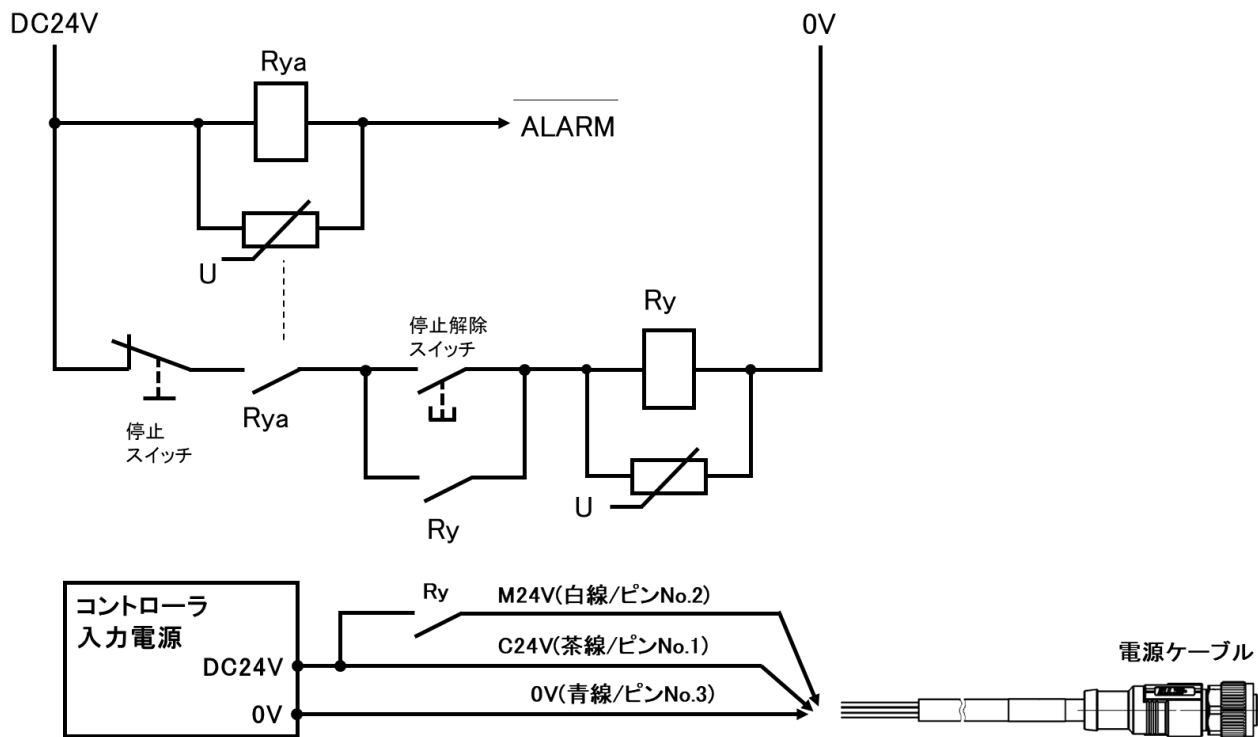 DC24V
0V
Rya
ALARM
U
停止解除
スイッチ
Ry
Rya
停止
スイッチ
U
Ry
コントローラ
入力電源
DC24V
0V
Ry
M24V(白線/ピンNo.2)
C24V(茶線/ピンNo.1)
0V(青線/ピンNo.3)
電源ケーブル